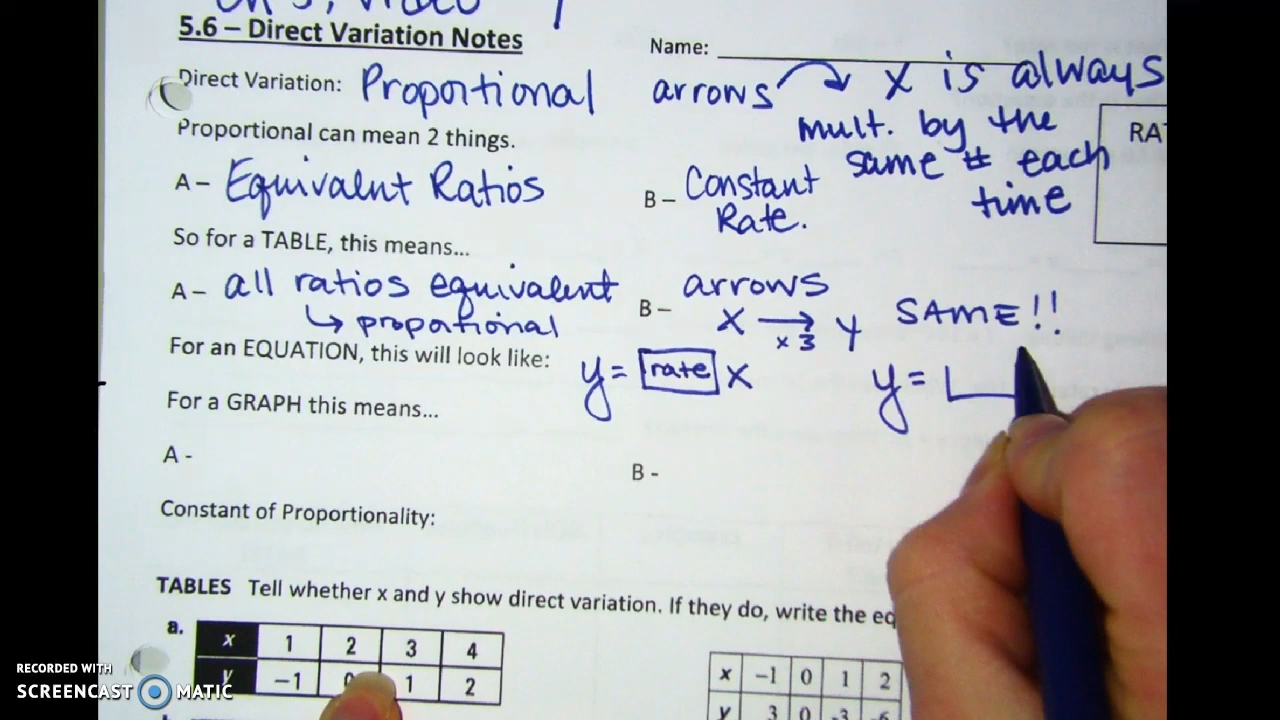 Ch 5, Video
5.6 – Direct Variation Notes
Name:
Direct Variation: Proportional
arrows x is always
mult. by the
same # each
time
Proportional can mean 2 things.
A – Equivalent Ratios
B – Constant
Rate.
So for a TABLE, this means...
A – all ratios equivalent
↳ proportional
B – arrows
x → y SAME!!
x 3
For an EQUATION, this will look like: y = rate x
y =
For a GRAPH this means...
A -
B -
Constant of Proportionality:
TABLES Tell whether x and y show direct variation. If they do, write the
a.
x 1 2 3 4
y −1 0 1 2
x −1 0 1 2
y 3 0 -3 -6
RECORDED WITH
SCREENCAST MATIC